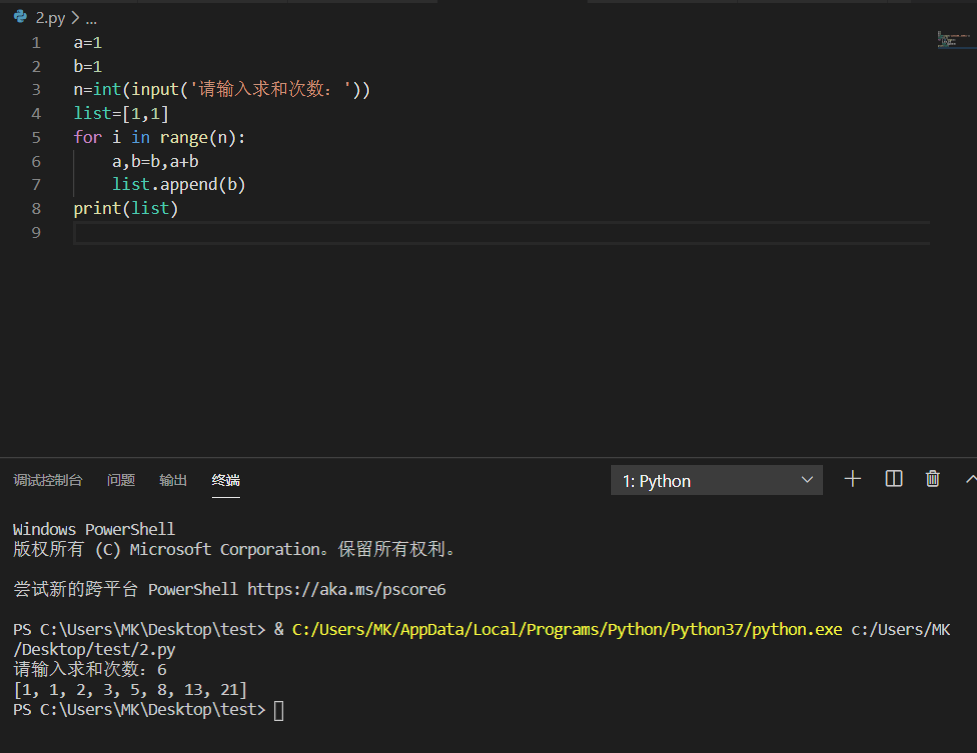 2.py > ...
1 a=1
2 b=1
3 n=int(input('请输入求和次数：'))
4 list=[1,1]
5 for i in range(n):
6     a,b=b,a+b
7     list.append(b)
8 print(list)
9
调试控制台 问题 输出 终端 1: Python
Windows PowerShell
版权所有 (C) Microsoft Corporation。保留所有权利。
尝试新的跨平台 PowerShell https://aka.ms/pscore6
PS C:\Users\MK\Desktop\test> & C:/Users/MK/AppData/Local/Programs/Python/Python37/python.exe c:/Users/MK
/Desktop/test/2.py
请输入求和次数：6
[1, 1, 2, 3, 5, 8, 13, 21]
PS C:\Users\MK\Desktop\test>